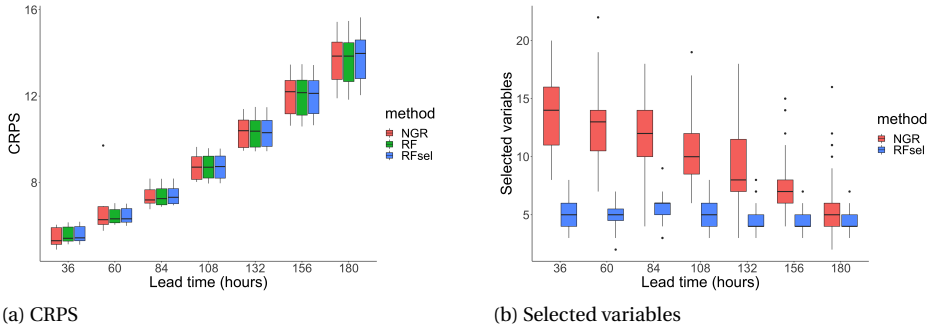 16
12
8
CRPS
36 60 84 108 132 156 180
Lead time (hours)
method
NGR
RF
RFsel
(a) CRPS
20
15
10
5
Selected variables
36 60 84 108 132 156 180
Lead time (hours)
method
NGR
RFsel
(b) Selected variables